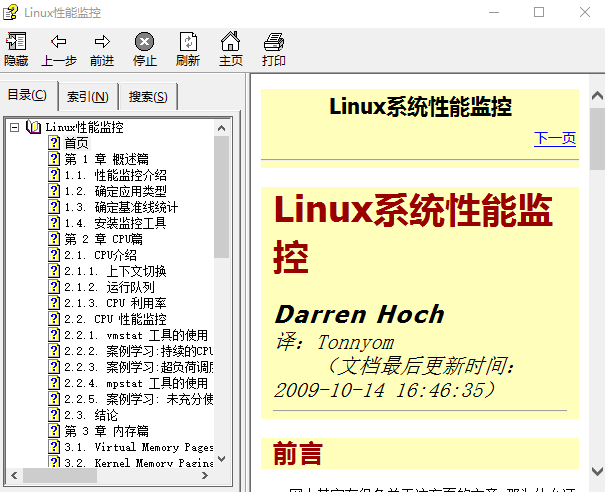 Linux性能监控
隐藏 上一步 前进 停止 刷新 主页 打印
目录(C) 索引(N) 搜索(S)
Linux性能监控
首页
第 1 章 概述篇
1.1. 性能监控介绍
1.2. 确定应用类型
1.3. 确定基准线统计
1.4. 安装监控工具
第 2 章 CPU篇
2.1. CPU介绍
2.1.1. 上下文切换
2.1.2. 运行队列
2.1.3. CPU 利用率
2.2. CPU 性能监控
2.2.1. vmstat 工具的使用
2.2.2. 案例学习:持续的CPU
2.2.3. 案例学习:超负荷调度
2.2.4. mpstat 工具的使用
2.2.5. 案例学习: 未充分使
2.3. 结论
第 3 章 内存篇
3.1. Virtual Memory Pages
3.2. Kernel Memory Paging
Linux系统性能监控
下一页
Linux系统性能监
控
Darren Hoch
译：Tonnyom
（文档最后更新时间：
2009-10-14 16:46:35）
前言